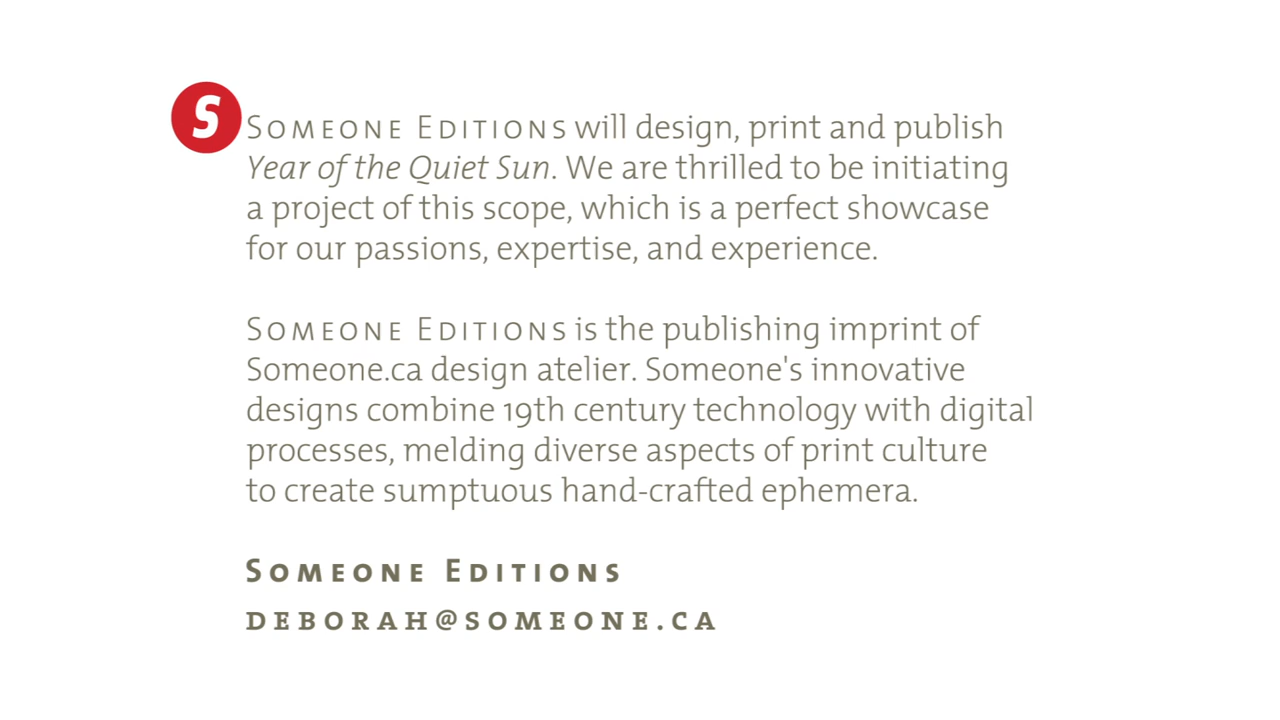 S
Someone Editions will design, print and publish
Year of the Quiet Sun. We are thrilled to be initiating
a project of this scope, which is a perfect showcase
for our passions, expertise, and experience.
Someone Editions is the publishing imprint of
Someone.ca design atelier. Someone's innovative
designs combine 19th century technology with digital
processes, melding diverse aspects of print culture
to create sumptuous hand-crafted ephemera.
Someone Editions
DEBORAH@SOMEONE.CA